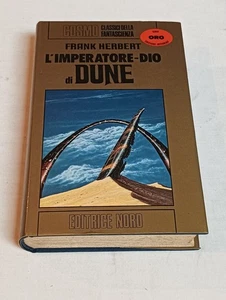 COSMO CLASSICI DELLA
FANTASCIENZA
ORO
FRANK HERBERT
L'IMPERATORE-DIO
di DUNE
EDITRICE NORD